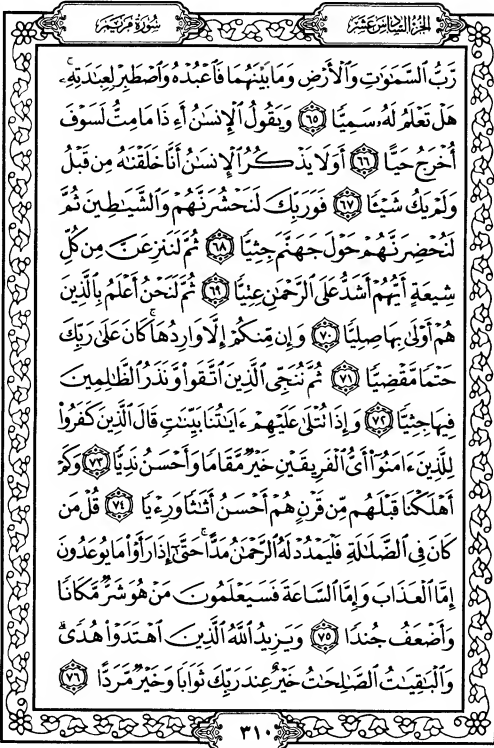 سورة مريم
الجزء السادس عشر
رَّبُّ السَّمَٰوَٰتِ وَالْأَرْضِ وَمَا بَيْنَهُمَا فَاعْبُدْهُ وَاصْطَبِرْ لِعِبَٰدَتِهِۦ ۚ
هَلْ تَعْلَمُ لَهُۥ سَمِيًّا ٦٥ وَيَقُولُ الْإِنسَٰنُ أَءِذَا مَا مِتُّ لَسَوْفَ
أُخْرَجُ حَيًّا ٦٦ أَوَلَا يَذْكُرُ الْإِنسَٰنُ أَنَّا خَلَقْنَٰهُ مِن قَبْلُ
وَلَمْ يَكُ شَيْـًٔا ٦٧ فَوَرَبِّكَ لَنَحْشُرَنَّهُمْ وَالشَّيَٰطِينَ ثُمَّ
لَنُحْضِرَنَّهُمْ حَوْلَ جَهَنَّمَ جِثِيًّا ٦٨ ثُمَّ لَنَنزِعَنَّ مِن كُلِّ
شِيعَةٍ أَيُّهُمْ أَشَدُّ عَلَى الرَّحْمَٰنِ عِتِيًّا ٦٩ ثُمَّ لَنَحْنُ أَعْلَمُ بِالَّذِينَ
هُمْ أَوْلَىٰ بِهَا صِلِيًّا ٧٠ وَإِن مِّنكُمْ إِلَّا وَارِدُهَا ۚ كَانَ عَلَىٰ رَبِّكَ
حَتْمًا مَّقْضِيًّا ٧١ ثُمَّ نُنَجِّي الَّذِينَ اتَّقَوا وَّنَذَرُ الظَّٰلِمِينَ
فِيهَا جِثِيًّا ٧٢ وَإِذَا تُتْلَىٰ عَلَيْهِمْ ءَايَٰتُنَا بَيِّنَٰتٍ قَالَ الَّذِينَ كَفَرُوا
لِلَّذِينَ ءَامَنُوا أَيُّ الْفَرِيقَيْنِ خَيْرٌ مَّقَامًا وَأَحْسَنُ نَدِيًّا ٧٣ وَكَمْ
أَهْلَكْنَا قَبْلَهُم مِّن قَرْنٍ هُمْ أَحْسَنُ أَثَٰثًا وَرِءْيًا ٧٤ قُلْ مَن
كَانَ فِي الضَّلَٰلَةِ فَلْيَمْدُدْ لَهُ الرَّحْمَٰنُ مَدًّا ۚ حَتَّىٰ إِذَا رَأَوْا مَا يُوعَدُونَ
إِمَّا الْعَذَابَ وَإِمَّا السَّاعَةَ فَسَيَعْلَمُونَ مَنْ هُوَ شَرٌّ مَّكَانًا
وَأَضْعَفُ جُندًا ٧٥ وَيَزِيدُ اللَّهُ الَّذِينَ اهْتَدَوْا هُدًى ۗ
وَالْبَٰقِيَٰتُ الصَّٰلِحَٰتُ خَيْرٌ عِندَ رَبِّكَ ثَوَابًا وَخَيْرٌ مَّرَدًّا ٧٦
٣١٠